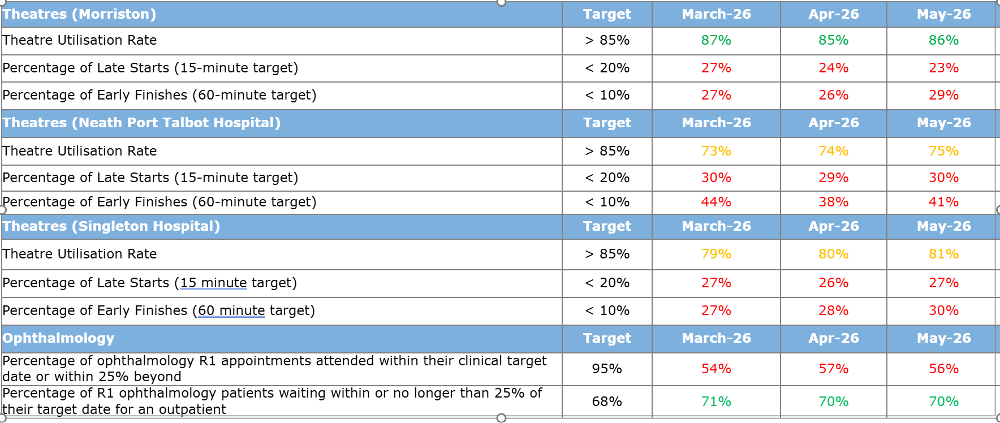 Theatres (Morriston) Target March-26 Apr-26 May-26
Theatre Utilisation Rate > 85% 87% 85% 86%
Percentage of Late Starts (15-minute target) < 20% 27% 24% 23%
Percentage of Early Finishes (60-minute target) < 10% 27% 26% 29%
Theatres (Neath Port Talbot Hospital) Target March-26 Apr-26 May-26
Theatre Utilisation Rate > 85% 73% 74% 75%
Percentage of Late Starts (15-minute target) < 20% 30% 29% 30%
Percentage of Early Finishes (60-minute target) < 10% 44% 38% 41%
Theatres (Singleton Hospital) Target March-26 Apr-26 May-26
Theatre Utilisation Rate > 85% 79% 80% 81%
Percentage of Late Starts (15 minute target) < 20% 27% 26% 27%
Percentage of Early Finishes (60 minute target) < 10% 27% 28% 30%
Ophthalmology Target March-26 Apr-26 May-26
Percentage of ophthalmology R1 appointments attended within their clinical target
date or within 25% beyond 95% 54% 57% 56%
Percentage of R1 ophthalmology patients waiting within or no longer than 25% of
their target date for an outpatient 68% 71% 70% 70%